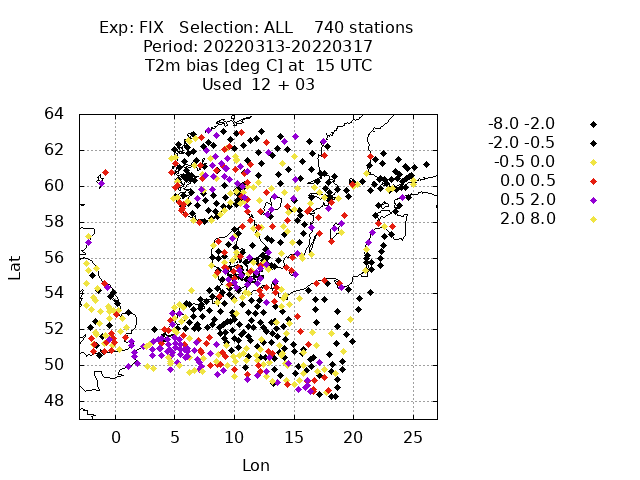 Exp: FIX   Selection: ALL    740 stations
Period: 20220313-20220317
T2m bias [deg C] at  15 UTC
Used  12 + 03
-8.0 -2.0
-2.0 -0.5
-0.5 0.0
0.0 0.5
0.5 2.0
2.0 8.0
Lat
64
62
60
58
56
54
52
50
48
0 5 10 15 20 25
Lon